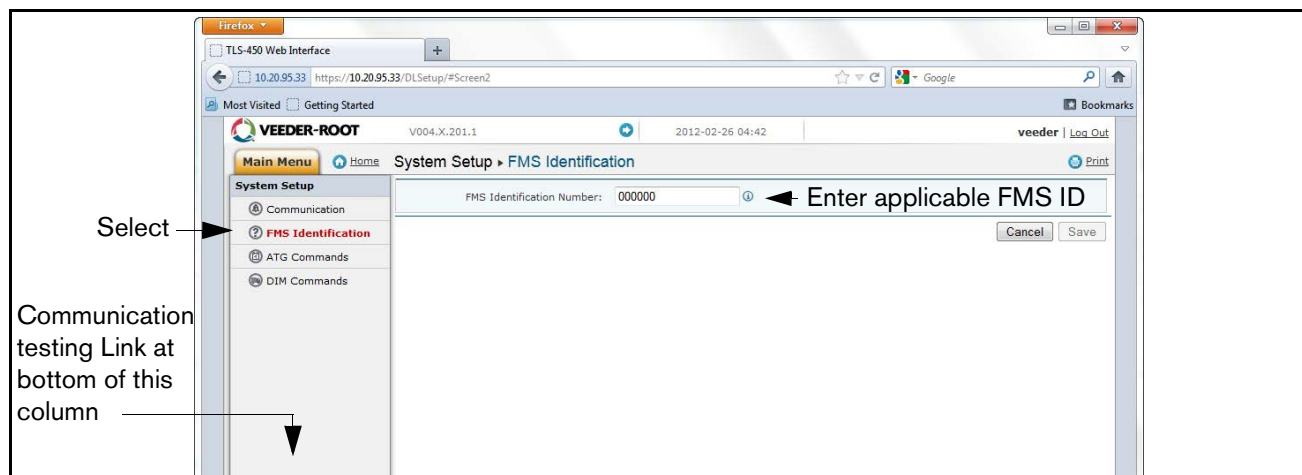 Firefox
TLS-450 Web Interface
+
10.20.95.33 https://10.20.95.33/DLSetup/#Screen2
Google
Most Visited Getting Started
Bookmarks
VEEDER-ROOT V004.X.201.1 2012-02-26 04:42 veeder | Log Out
Main Menu Home System Setup ▸ FMS Identification Print
System Setup
FMS Identification Number: 000000
Enter applicable FMS ID
Communication
Select
FMS Identification
Cancel Save
ATG Commands
DIM Commands
Communication
testing Link at
bottom of this
column